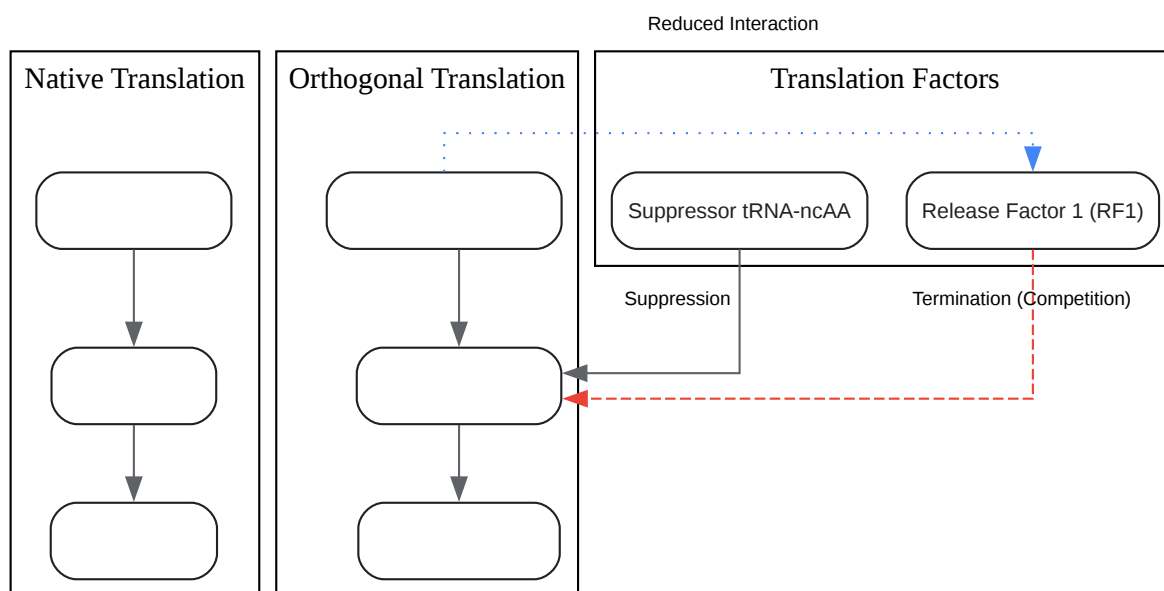 Reduced Interaction
Native Translation
Orthogonal Translation
Translation Factors
Suppressor tRNA-ncAA
Release Factor 1 (RF1)
Suppression
Termination (Competition)